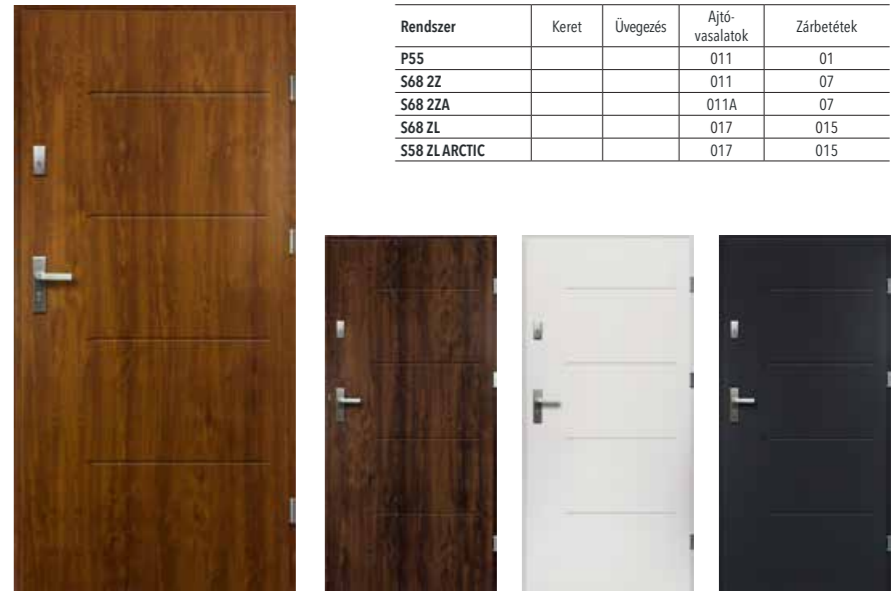 Rendszer Keret Üvegezés Ajtó-
vasalatok Zárbetétek
P55 011 01
S68 2Z 011 07
S68 2ZA 011A 07
S68 ZL 017 015
S58 ZL ARCTIC 017 015